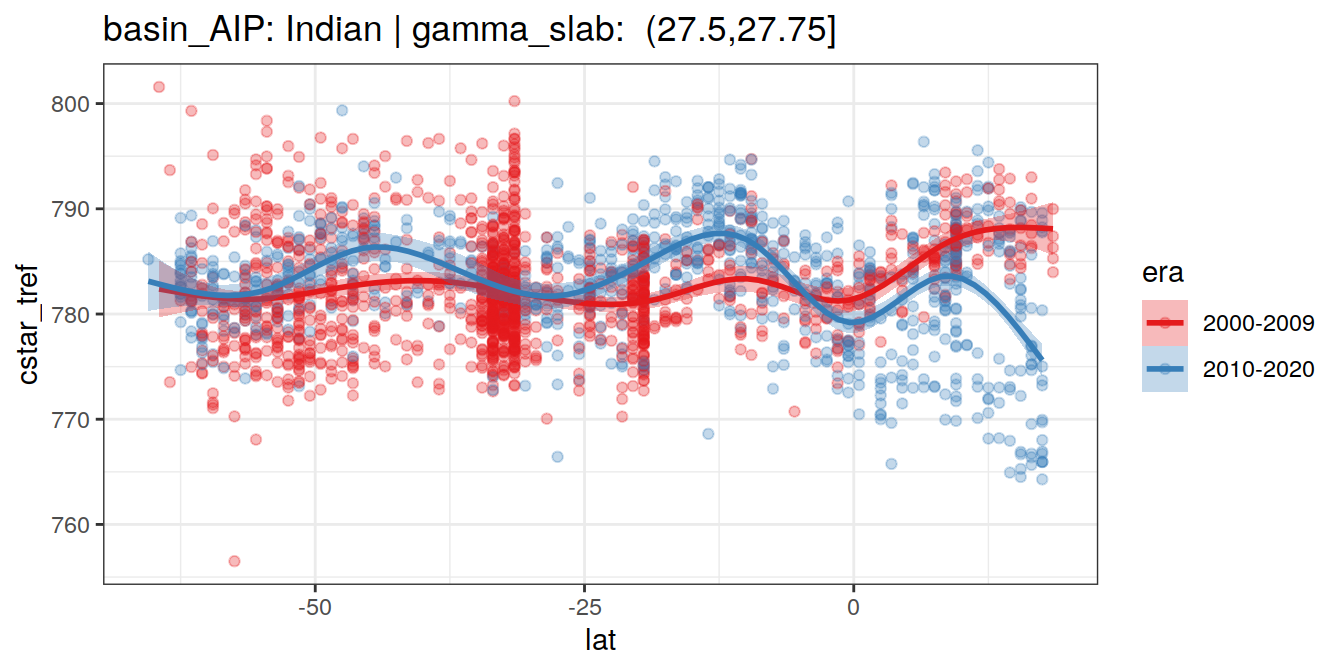 basin_AIP: Indian | gamma_slab:  (27.5,27.75]
800
790
780
770
760
cstar_tref
-50
-25
0
lat
era
2000-2009
2010-2020